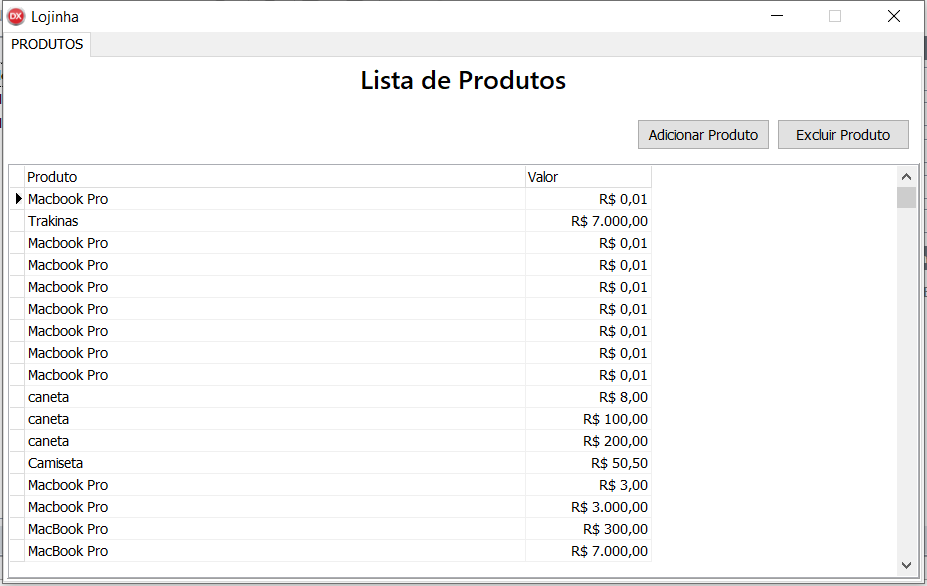 DX Lojinha
PRODUTOS
Lista de Produtos
Adicionar Produto Excluir Produto
Produto Valor
Macbook Pro R$ 0,01
Trakinas R$ 7.000,00
Macbook Pro R$ 0,01
Macbook Pro R$ 0,01
Macbook Pro R$ 0,01
Macbook Pro R$ 0,01
Macbook Pro R$ 0,01
Macbook Pro R$ 0,01
Macbook Pro R$ 0,01
caneta R$ 8,00
caneta R$ 100,00
caneta R$ 200,00
Camiseta R$ 50,50
Macbook Pro R$ 3,00
Macbook Pro R$ 3.000,00
MacBook Pro R$ 300,00
MacBook Pro R$ 7.000,00